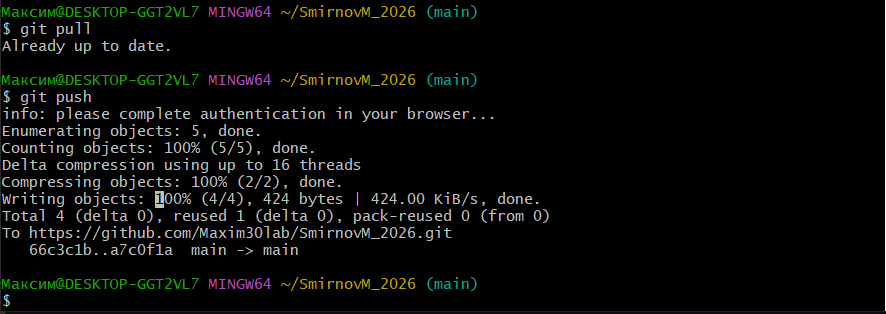 Максим@DESKTOP-GGT2VL7 MINGW64 ~/SmirnovM_2026 (main)
$ git pull
Already up to date.
Максим@DESKTOP-GGT2VL7 MINGW64 ~/SmirnovM_2026 (main)
$ git push
info: please complete authentication in your browser...
Enumerating objects: 5, done.
Counting objects: 100% (5/5), done.
Delta compression using up to 16 threads
Compressing objects: 100% (2/2), done.
Writing objects: 100% (4/4), 424 bytes | 424.00 KiB/s, done.
Total 4 (delta 0), reused 1 (delta 0), pack-reused 0 (from 0)
To https://github.com/Maxim30lab/SmirnovM_2026.git
   66c3c1b..a7c0f1a  main -> main
Максим@DESKTOP-GGT2VL7 MINGW64 ~/SmirnovM_2026 (main)
$